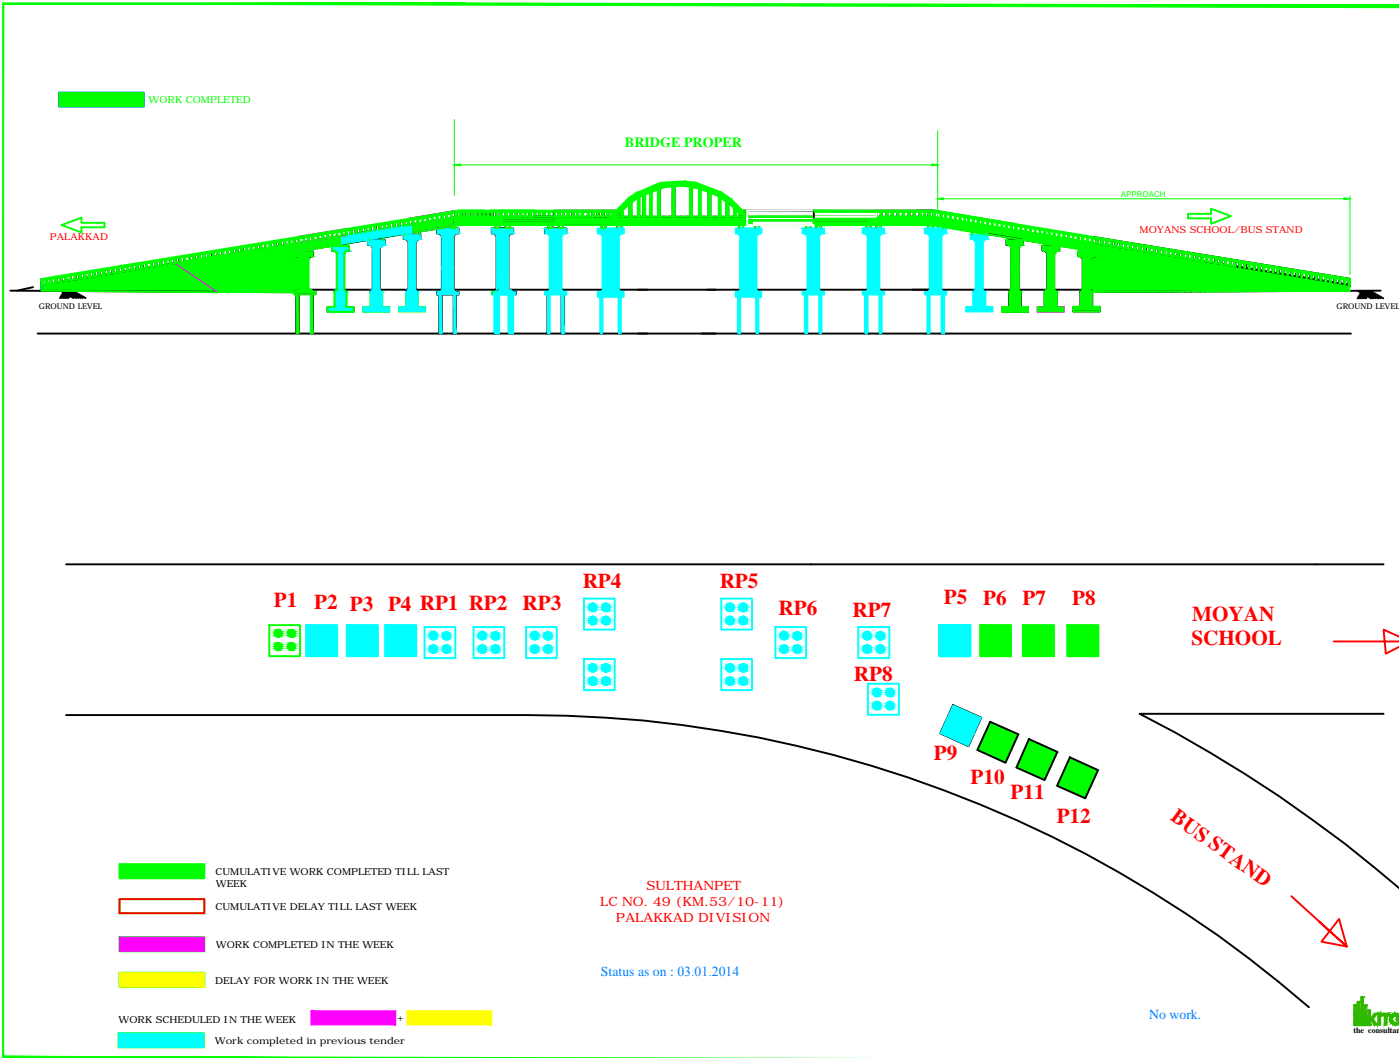 WORK COMPLETED
BRIDGE PROPER
APPROACH
PALAKKAD
MOYANS SCHOOL/BUS STAND
GROUND LEVEL
GROUND LEVEL
P1 P2 P3 P4 RP1 RP2 RP3 RP4 RP5 RP6 RP7 P5 P6 P7 P8
RP8
MOYAN
SCHOOL
P9
P10
P11
P12
BUS STAND
CUMULATIVE WORK COMPLETED TILL LAST
WEEK
CUMULATIVE DELAY TILL LAST WEEK
WORK COMPLETED IN THE WEEK
DELAY FOR WORK IN THE WEEK
WORK SCHEDULED IN THE WEEK +
Work completed in previous tender
SULTHANPET
LC NO. 49 (KM.53/10-11)
PALAKKAD DIVISION
Status as on : 03.01.2014
No work.
the consultan